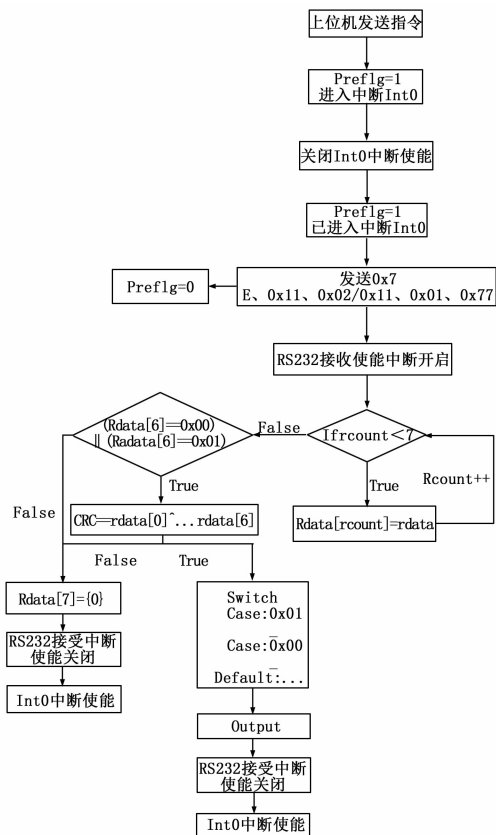 上位机发送指令
Preflg=1
进入中断Int0
关闭Int0中断使能
Preflg=1
已进入中断Int0
发送0x7
E、0x11、0x02/0x11、0x01、0x77
Preflg=0
RS232接收使能中断开启
Ifrcount<7
False
True
Rcount++
Rdata[rcount]=rdata
(Rdata[6]==0x00)
||(Radata[6]==0x01)
True
False
CRC==rdata[0]^...rdata[6]
False
True
Rdata[7]={0}
RS232接受中断
使能关闭
Int0中断使能
Switch
Case:0x01
Case:0x00
Default:...
Output
RS232接受中断
使能关闭
Int0中断使能